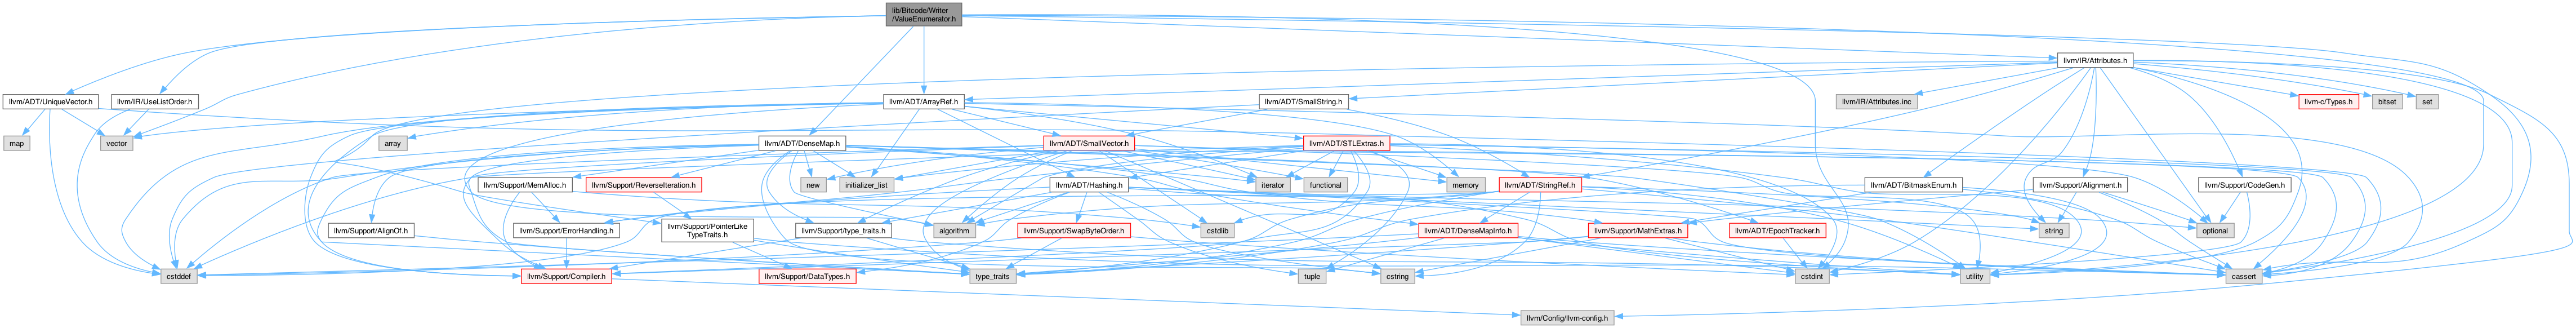 lib/Bitcode/Writer
/ValueEnumerator.h
llvm/IR/Attributes.h
llvm/ADT/UniqueVector.h
llvm/IR/UseListOrder.h
llvm/ADT/ArrayRef.h
llvm/ADT/SmallString.h
llvm/IR/Attributes.inc
llvm-c/Types.h
bitset
set
map
vector
array
llvm/ADT/DenseMap.h
llvm/ADT/SmallVector.h
llvm/ADT/STLExtras.h
llvm/Support/MemAlloc.h
llvm/Support/ReverseIteration.h
new
initializer_list
llvm/ADT/Hashing.h
iterator
functional
memory
llvm/ADT/StringRef.h
llvm/ADT/BitmaskEnum.h
llvm/Support/Alignment.h
llvm/Support/CodeGen.h
llvm/Support/AlignOf.h
llvm/Support/ErrorHandling.h
llvm/Support/PointerLike
TypeTraits.h
llvm/Support/type_traits.h
algorithm
llvm/Support/SwapByteOrder.h
cstdlib
llvm/ADT/DenseMapInfo.h
llvm/Support/MathExtras.h
llvm/ADT/EpochTracker.h
string
optional
cstddef
llvm/Support/Compiler.h
llvm/Support/DataTypes.h
type_traits
tuple
cstring
cstdint
utility
cassert
llvm/Config/llvm-config.h